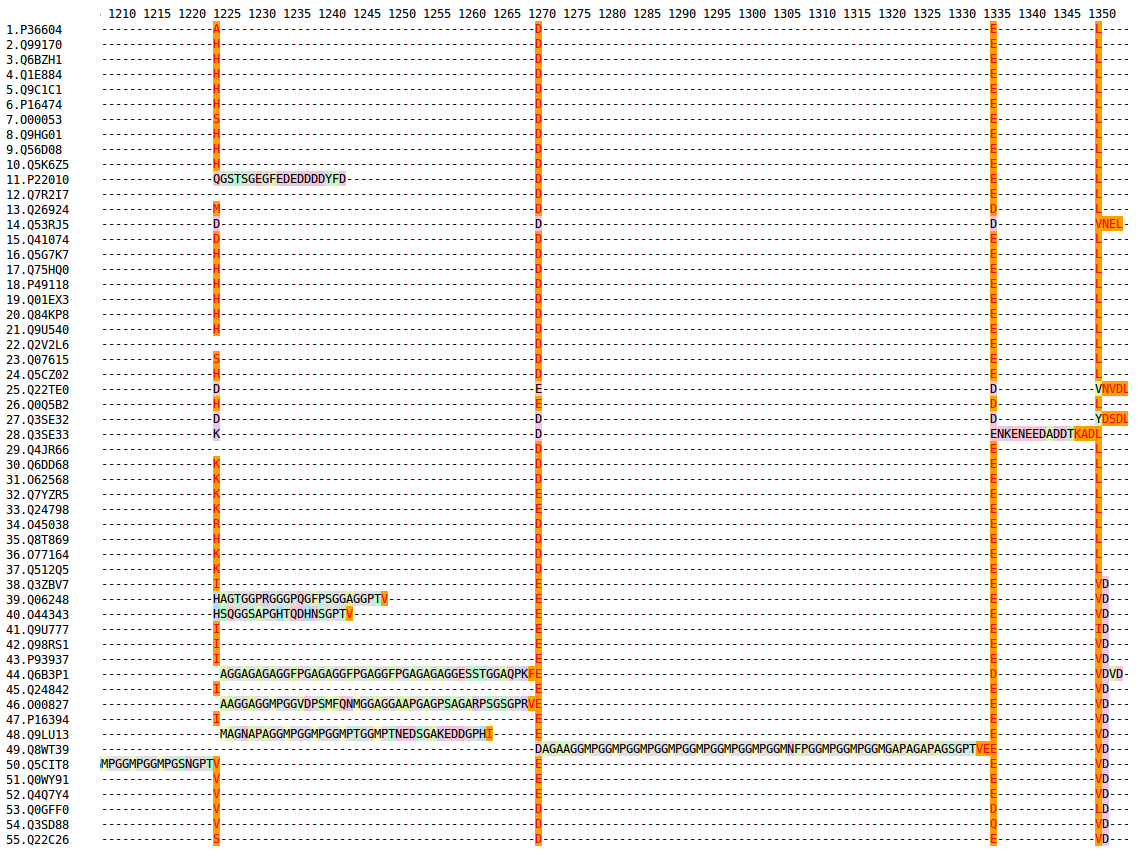 1210 1215 1220 1225 1230 1235 1240 1245 1250 1255 1260 1265 1270 1275 1280 1285 1290 1295 1300 1305 1310 1315 1320 1325 1330 1335 1340 1345 1350
1.P36604 A D E L
2.Q99170 H D E L
3.Q6BZH1 H D E L
4.Q1E884 H D E L
5.Q9C1C1 H D E L
6.P16474 H D E L
7.O00053 S D E L
8.Q9HG01 H D E L
9.Q56D08 H D E L
10.Q5K6Z5 H D E L
11.P22010 QGSTSGEGFEDEDDDDYFD D E L
12.Q7R2I7 D E L
13.Q26924 M D D L
14.Q53RJ5 D D D VNEL
15.Q41074 D D E L
16.Q5G7K7 H D E L
17.Q75HQ0 H D E L
18.P49118 H D E L
19.Q01EX3 H D E L
20.Q84KP8 H D E L
21.Q9U540 H D E L
22.Q2V2L6 D E L
23.Q07615 S D E L
24.Q5CZ02 H D E L
25.Q22TE0 D E D VNVDL
26.Q0Q5B2 H E D L
27.Q3SE32 D D D YDSDL
28.Q3SE33 K D ENKENEEDADDTKADL
29.Q4JR66 D E L
30.Q6DD68 K D E L
31.O62568 K D E L
32.Q7YZR5 K E E L
33.Q24798 K E E L
34.O45038 R D E L
35.Q8T869 H D E L
36.O77164 K D E L
37.Q512Q5 K D E L
38.Q3ZBV7 I E E VD
39.Q06248 HAGTGGPRGGGPQGFPSGGAGGPTV E E VD
40.O44343 HSQGGSAPGHTQDHNSGPTV E E VD
41.Q9U777 I E E ID
42.Q98RS1 I E E VD
43.P93937 I E E VD
44.Q6B3P1 AGGAGAGAGGFPGAGAGGFPGAGGFPGAGAGAGGESSTGGAQPKFE D VDVD
45.Q24842 I E E VD
46.O00827 AAGGAGGMPGGVDPSMFQNMGGAGGAAPGAGPSAGARPSGSGPRVE E VD
47.P16394 I E E VD
48.Q9LU13 MAGNAPAGGMPGGMPGGMPTGGMPTNEDSGAKEDDGPHI E E VD
49.Q8WT39 DAGAAGGMPGGMPGGMPGGMPGGMPGGMPGGMPGGMNFPGGMPGGMPGGMGAPAGAPAGSGPTVEE VD
50.Q5CIT8 MPGGMPGGMPGSNGPTV E E VD
51.Q0WY91 V E E VD
52.Q4Q7Y4 V E E VD
53.Q0GFF0 V D D LD
54.Q3SD88 V D Q VD
55.Q22C26 S D E VD